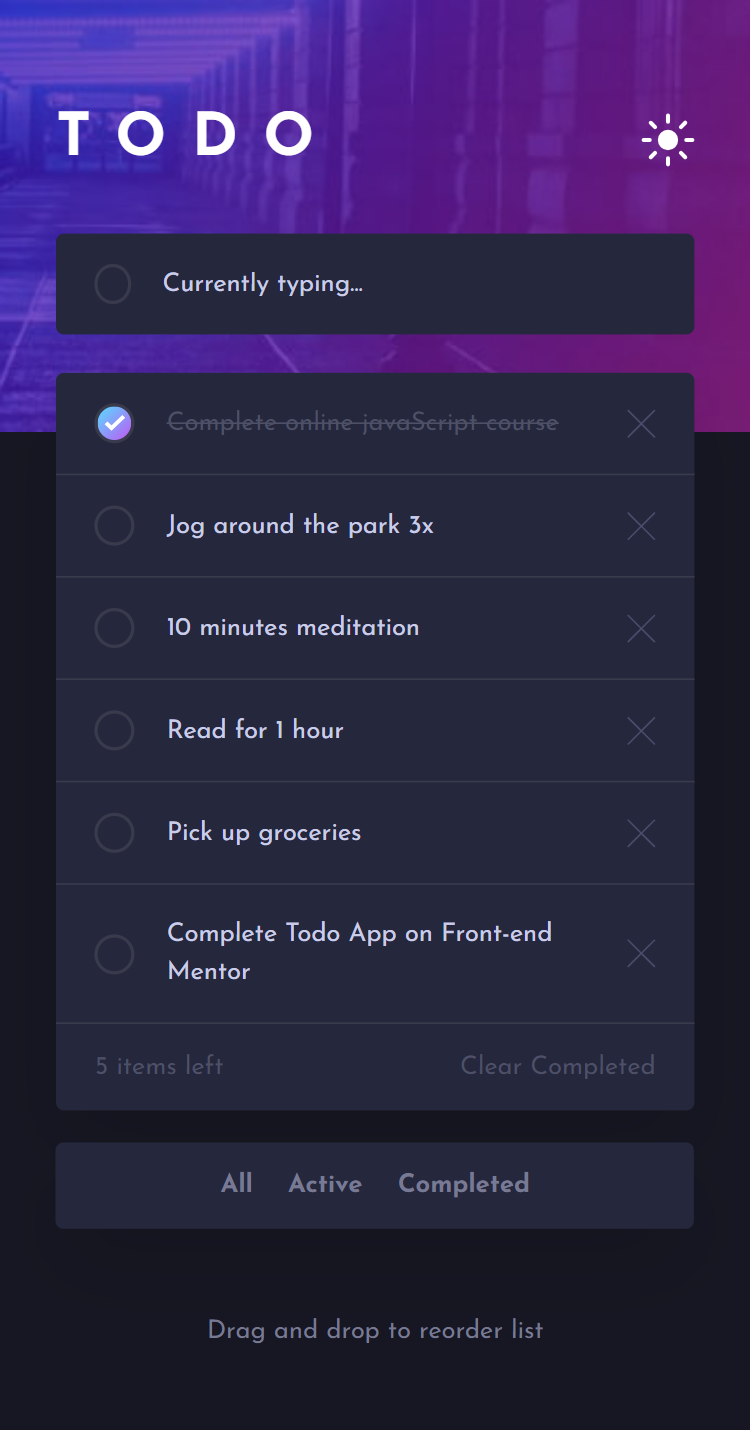 TODO
Currently typing...
Complete online javaScript course
Jog around the park 3x
10 minutes meditation
Read for 1 hour
Pick up groceries
Complete Todo App on Front-end
Mentor
5 items left
Clear Completed
All Active Completed
Drag and drop to reorder list